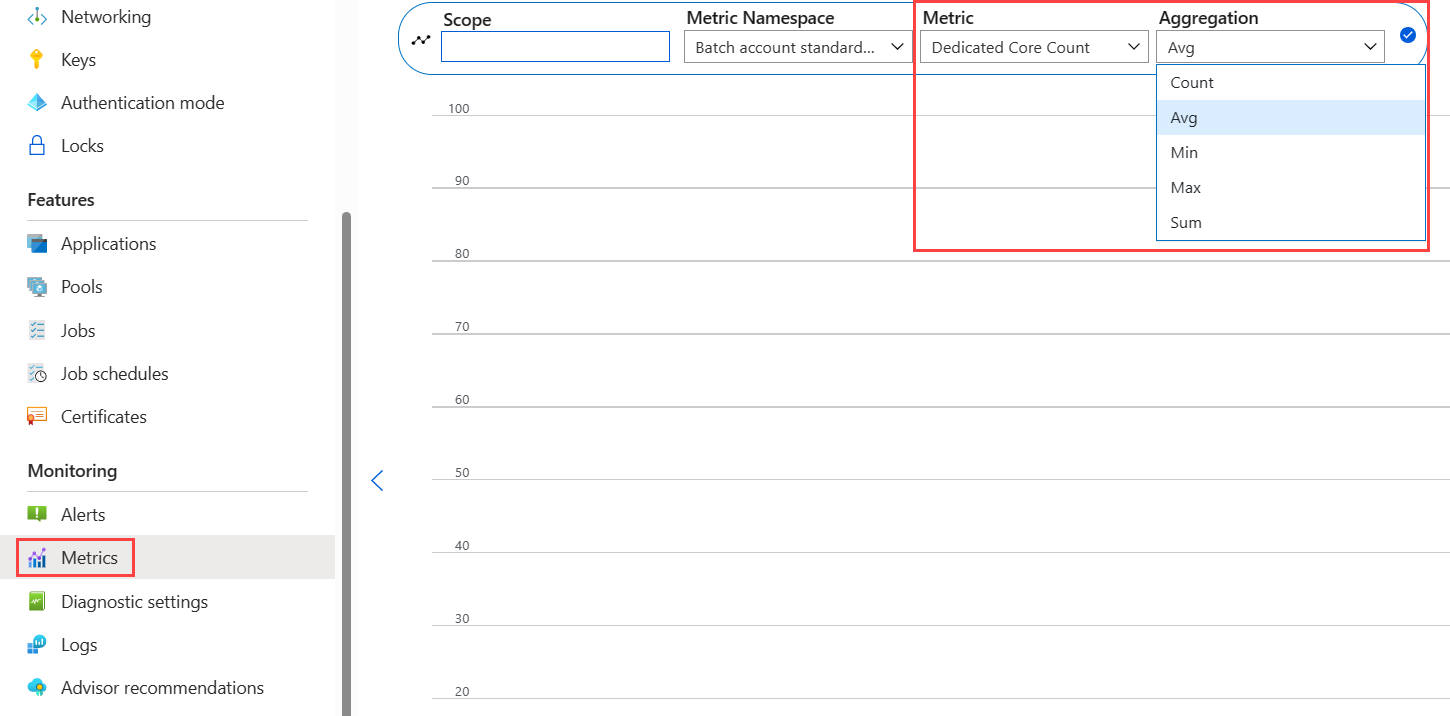 Networking
Keys
Authentication mode
Locks
Features
Applications
Pools
Jobs
Job schedules
Certificates
Monitoring
Alerts
Metrics
Diagnostic settings
Logs
Advisor recommendations
Scope
Metric Namespace
Batch account standard...
Metric
Dedicated Core Count
Aggregation
Avg
Count
Avg
Min
Max
Sum
100
90
80
70
60
50
40
30
20